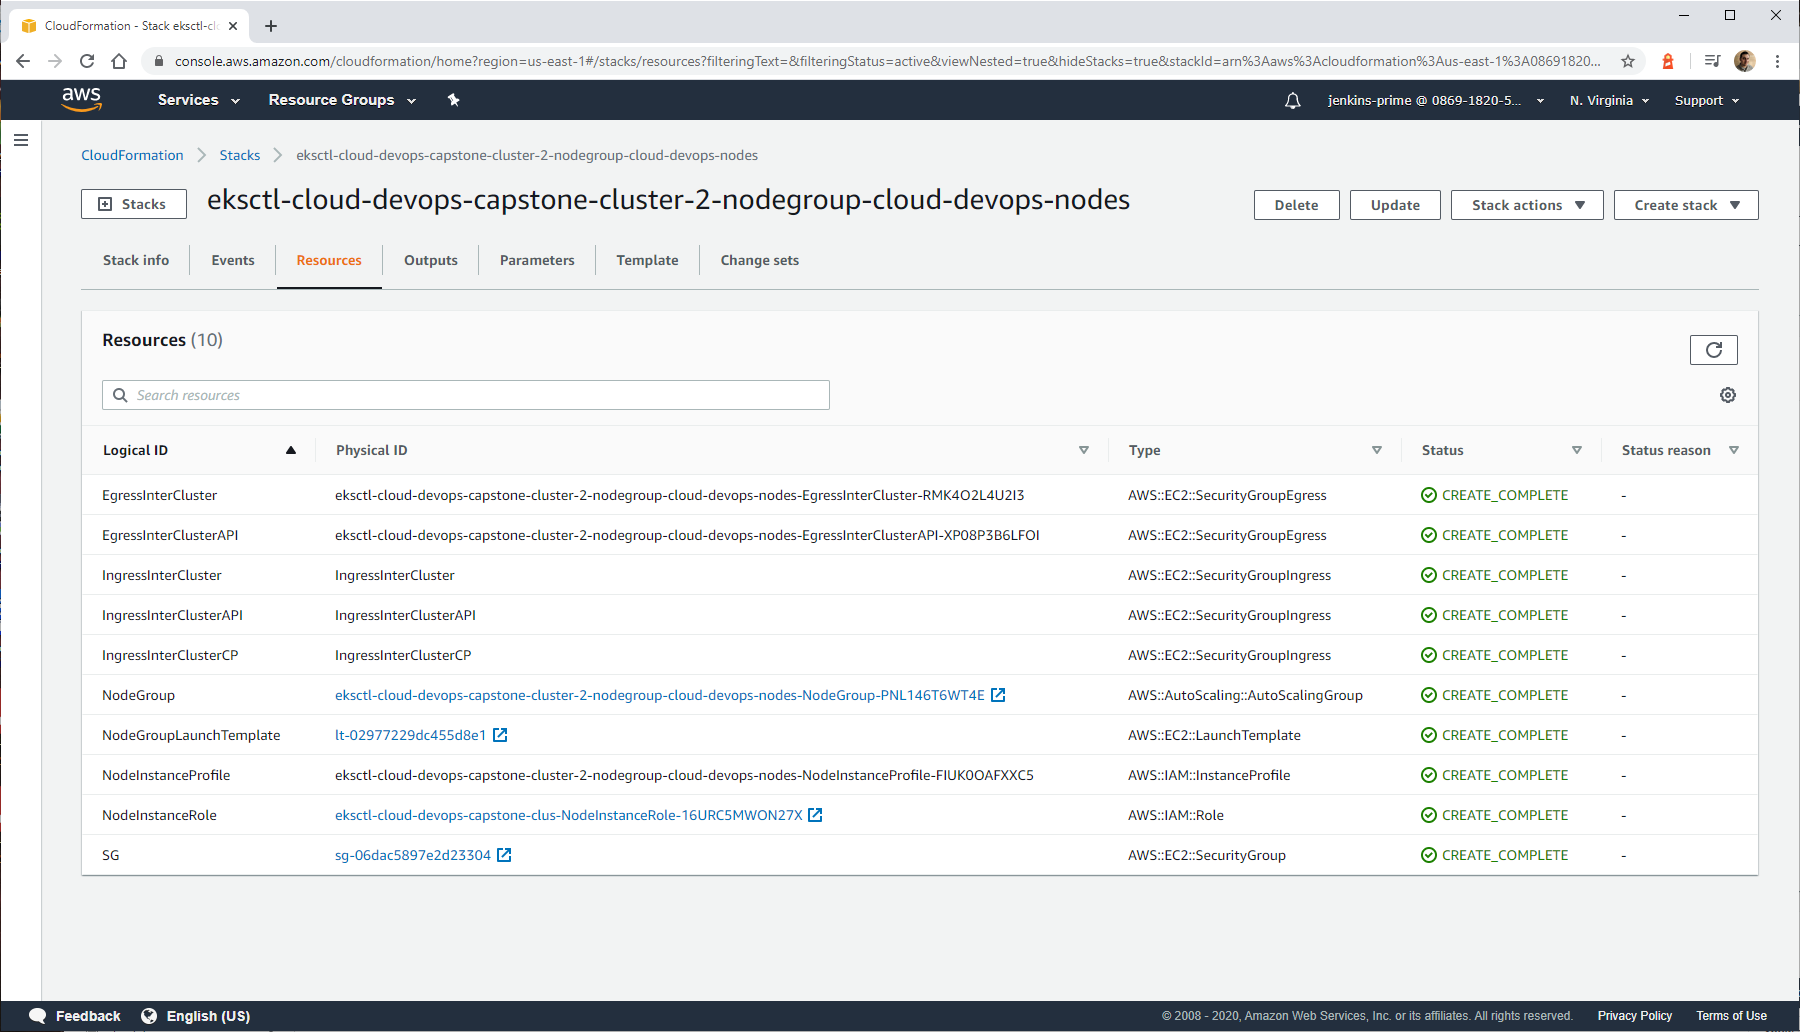 CloudFormation - Stack eksctl-clo
console.aws.amazon.com/cloudformation/home?region=us-east-1#/stacks/resources?filteringText=&filteringStatus=active&viewNested=true&hideStacks=true&stackId=arn%3Aaws%3Acloudformation%3Aus-east-1%3A08691820...
aws Services Resource Groups jenkins-prime @ 0869-1820-5... N. Virginia Support
CloudFormation Stacks eksctl-cloud-devops-capstone-cluster-2-nodegroup-cloud-devops-nodes
Stacks eksctl-cloud-devops-capstone-cluster-2-nodegroup-cloud-devops-nodes Delete Update Stack actions Create stack
Stack info Events Resources Outputs Parameters Template Change sets
Resources (10)
Search resources
Logical ID Physical ID Type Status Status reason
EgressInterCluster eksctl-cloud-devops-capstone-cluster-2-nodegroup-cloud-devops-nodes-EgressInterCluster-RMK4O2L4U2I3 AWS::EC2::SecurityGroupEgress CREATE_COMPLETE -
EgressInterClusterAPI eksctl-cloud-devops-capstone-cluster-2-nodegroup-cloud-devops-nodes-EgressInterClusterAPI-XP08P3B6LFOI AWS::EC2::SecurityGroupEgress CREATE_COMPLETE -
IngressInterCluster IngressInterCluster AWS::EC2::SecurityGroupIngress CREATE_COMPLETE -
IngressInterClusterAPI IngressInterClusterAPI AWS::EC2::SecurityGroupIngress CREATE_COMPLETE -
IngressInterClusterCP IngressInterClusterCP AWS::EC2::SecurityGroupIngress CREATE_COMPLETE -
NodeGroup eksctl-cloud-devops-capstone-cluster-2-nodegroup-cloud-devops-nodes-NodeGroup-PNL146T6WT4E AWS::AutoScaling::AutoScalingGroup CREATE_COMPLETE -
NodeGroupLaunchTemplate lt-02977229dc455d8e1 AWS::EC2::LaunchTemplate CREATE_COMPLETE -
NodeInstanceProfile eksctl-cloud-devops-capstone-cluster-2-nodegroup-cloud-devops-nodes-NodeInstanceProfile-FIUK0OAFXXC5 AWS::IAM::InstanceProfile CREATE_COMPLETE -
NodeInstanceRole eksctl-cloud-devops-capstone-clus-NodeInstanceRole-16URC5MWON27X AWS::IAM::Role CREATE_COMPLETE -
SG sg-06dac5897e2d23304 AWS::EC2::SecurityGroup CREATE_COMPLETE -
Feedback English (US) © 2008 - 2020, Amazon Web Services, Inc. or its affiliates. All rights reserved. Privacy Policy Terms of Use